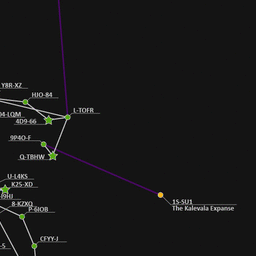 Y8R-XZ
HJO-84
L-TOFR
4D9-66
9P4O-F
Q-TBHW
U-L4KS
K25-XD
1S-SU1
The Kalevala Expanse
8-KZXQ
P-6IOB
CFYY-J